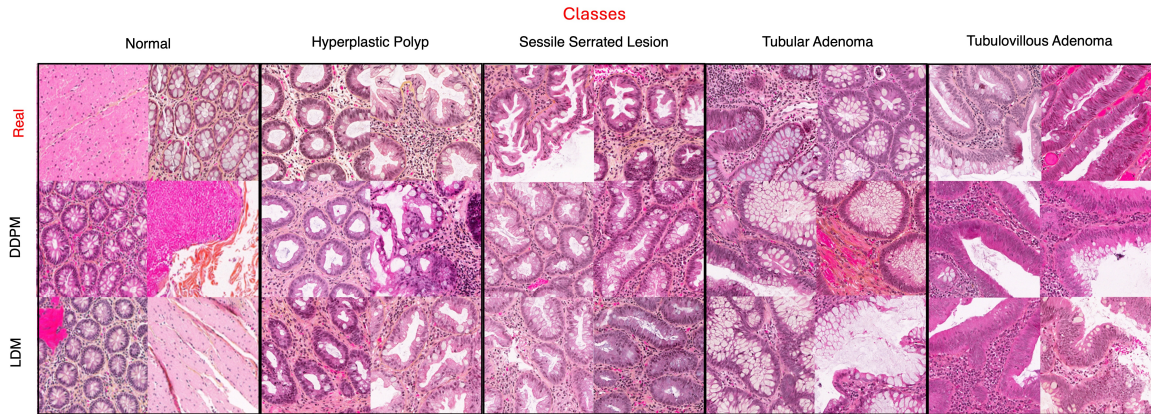 Classes
Normal
Hyperplastic Polyp
Sessile Serrated Lesion
Tubular Adenoma
Tubulovillous Adenoma
Real
DDPM
LDM